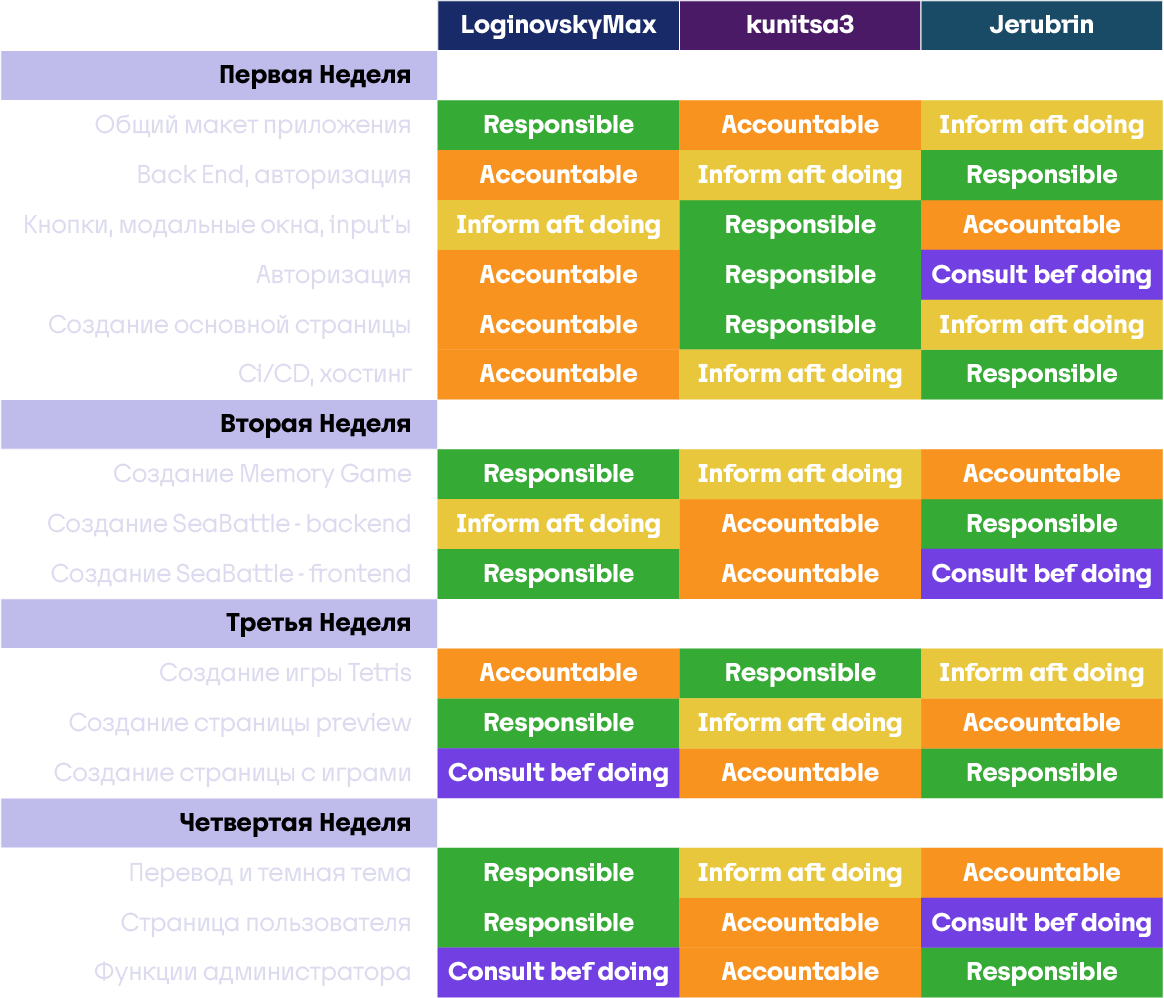 LoginovskyMax kunitsa3 Jerubrin
Первая Неделя
Общий макет приложения Responsible Accountable Inform aft doing
Back End, авторизация Accountable Inform aft doing Responsible
Кнопки, модальные окна, input'ы Inform aft doing Responsible Accountable
Авторизация Accountable Responsible Consult bef doing
Создание основной страницы Accountable Responsible Inform aft doing
Ci/CD, хостинг Accountable Inform aft doing Responsible
Вторая Неделя
Создание Memory Game Responsible Inform aft doing Accountable
Создание SeaBattle - backend Inform aft doing Accountable Responsible
Создание SeaBattle - frontend Responsible Accountable Consult bef doing
Третья Неделя
Создание игры Tetris Accountable Responsible Inform aft doing
Создание страницы preview Responsible Inform aft doing Accountable
Создание страницы с играми Consult bef doing Accountable Responsible
Четвертая Неделя
Перевод и темная тема Responsible Inform aft doing Accountable
Страница пользователя Responsible Accountable Consult bef doing
Функции администратора Consult bef doing Accountable Responsible